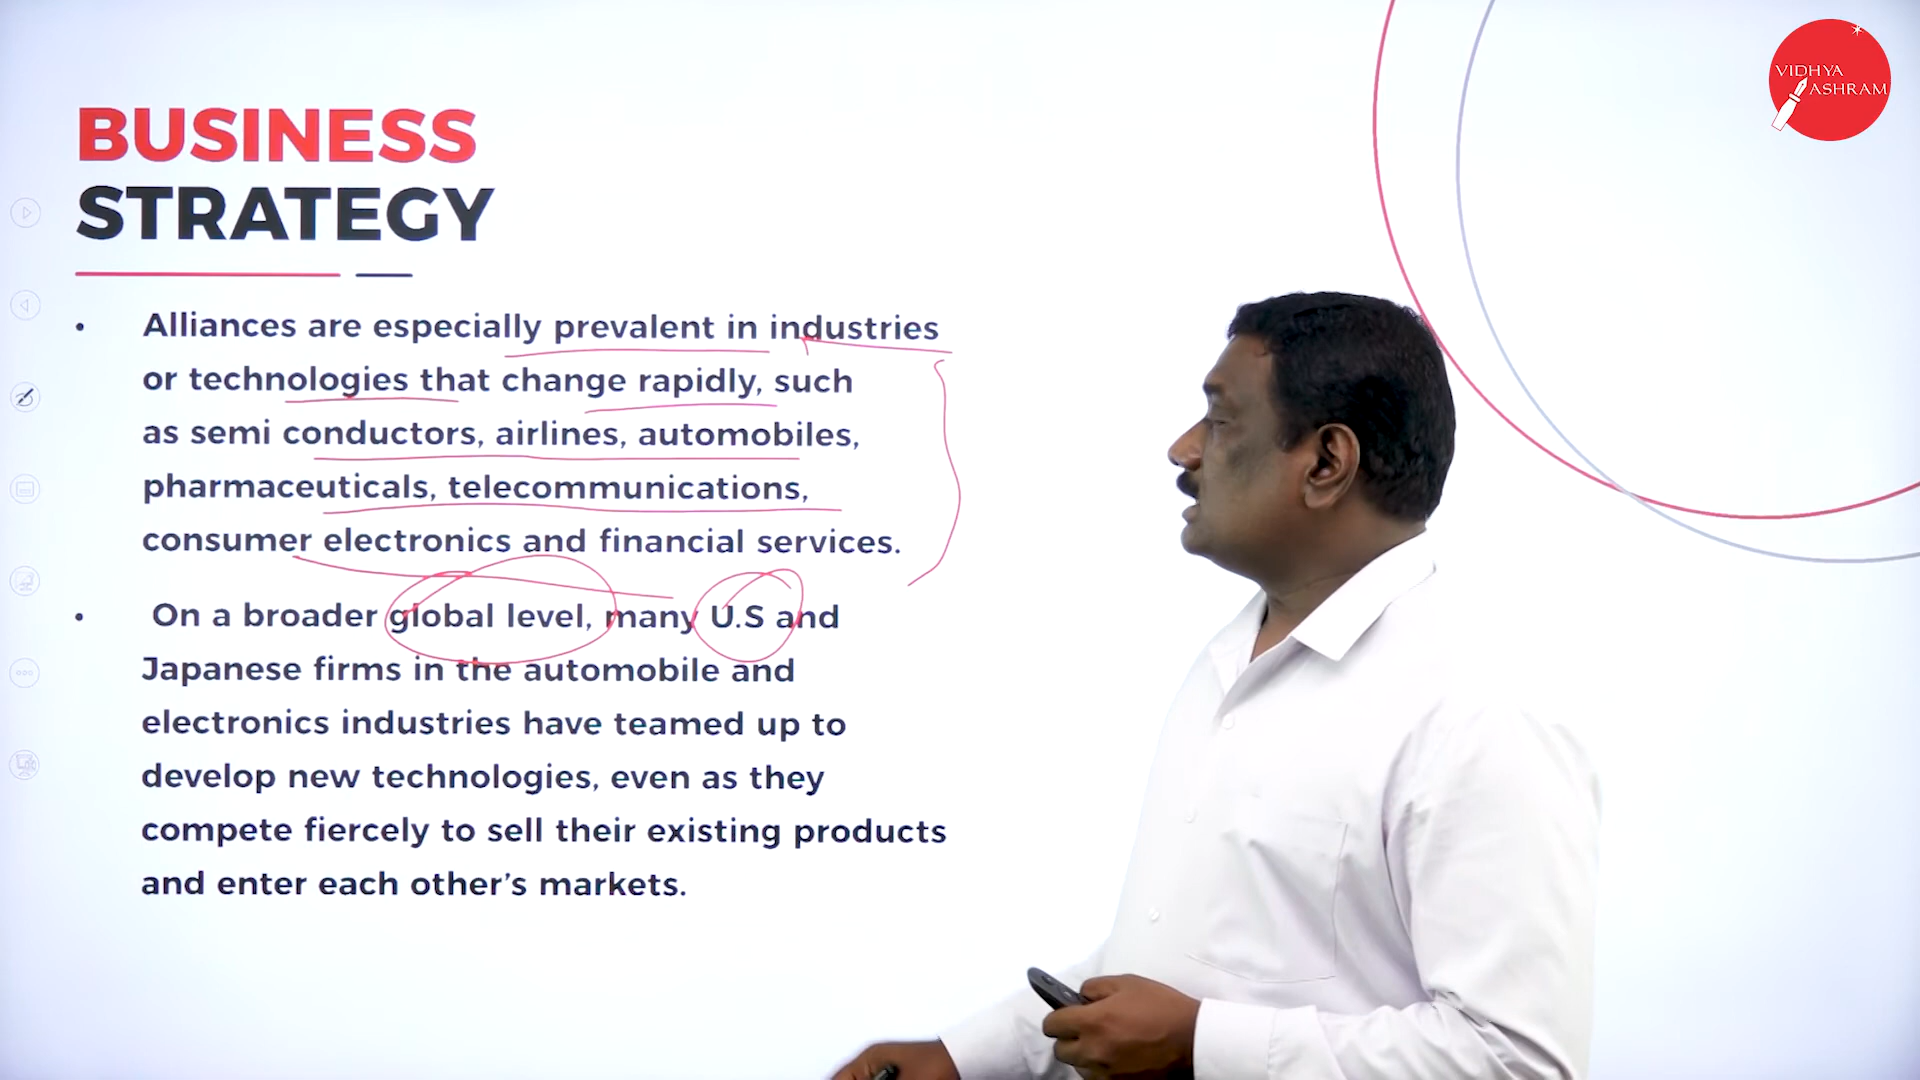 VIDHYA
ASHRAM
BUSINESS
STRATEGY
• Alliances are especially prevalent in industries
or technologies that change rapidly, such
as semi conductors, airlines, automobiles,
pharmaceuticals, telecommunications,
consumer electronics and financial services.
• On a broader global level, many U.S and
Japanese firms in the automobile and
electronics industries have teamed up to
develop new technologies, even as they
compete fiercely to sell their existing products
and enter each other's markets.